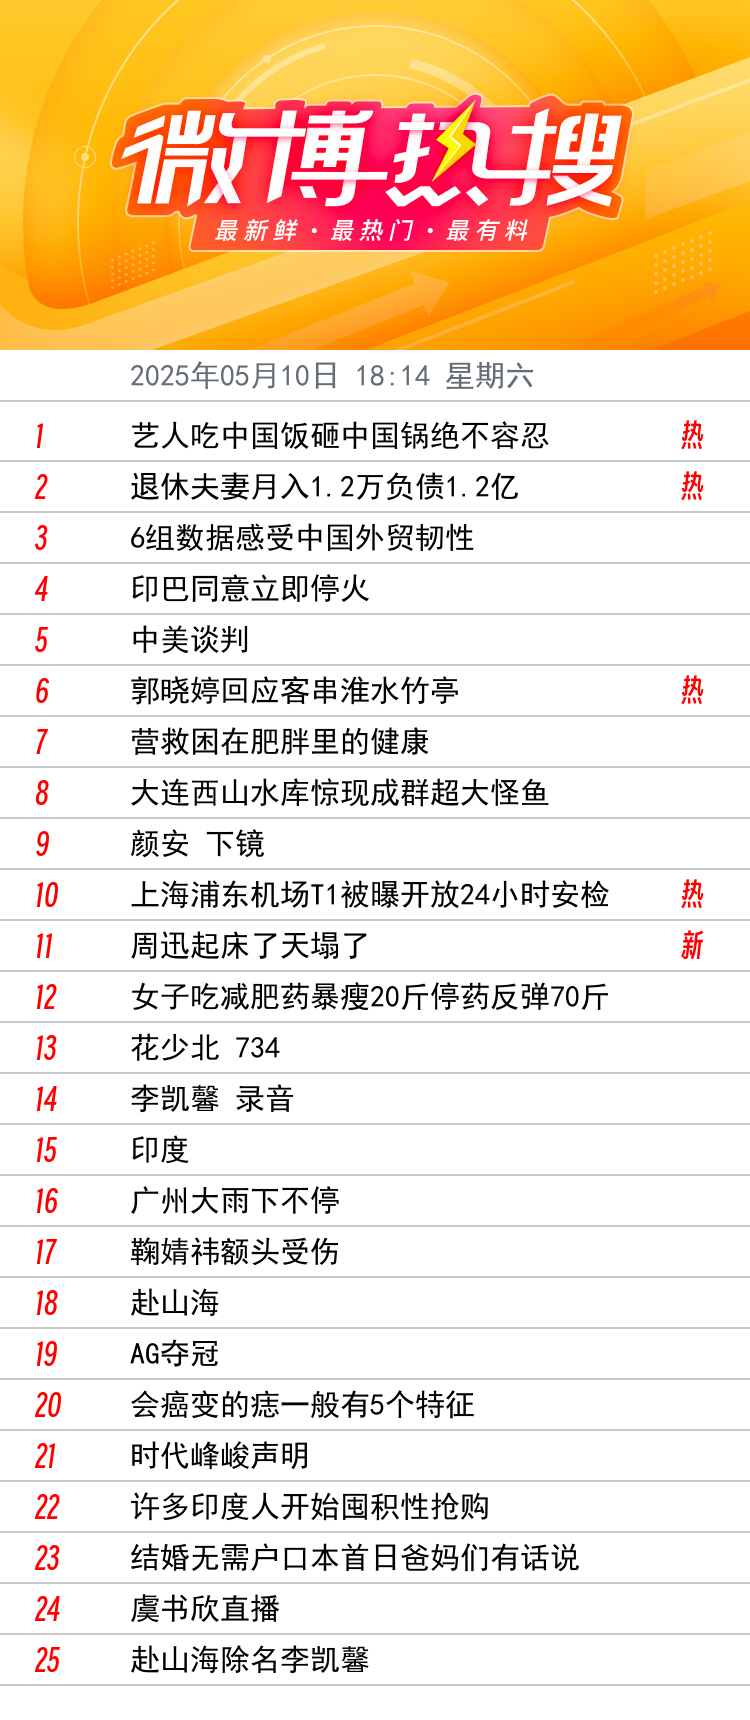 微博热搜
最新鲜·最热门·最有料
2025年05月10日 18:14 星期六
1 艺人吃中国饭砸中国锅绝不容忍 热
2 退休夫妻月入1.2万负债1.2亿 热
3 6组数据感受中国外贸韧性
4 印巴同意立即停火
5 中美谈判
6 郭晓婷回应客串淮水竹亭 热
7 营救困在肥胖里的健康
8 大连西山水库惊现成群超大怪鱼
9 颜安 下镜
10 上海浦东机场T1被曝开放24小时安检 热
11 周迅起床了天塌了 新
12 女子吃减肥药暴瘦20斤停药反弹70斤
13 花少北 734
14 李凯馨 录音
15 印度
16 广州大雨下不停
17 鞠婧祎额头受伤
18 赴山海
19 AG夺冠
20 会癌变的痣一般有5个特征
21 时代峰峻声明
22 许多印度人开始囤积性抢购
23 结婚无需户口本首日爸妈们有话说
24 虞书欣直播
25 赴山海除名李凯馨